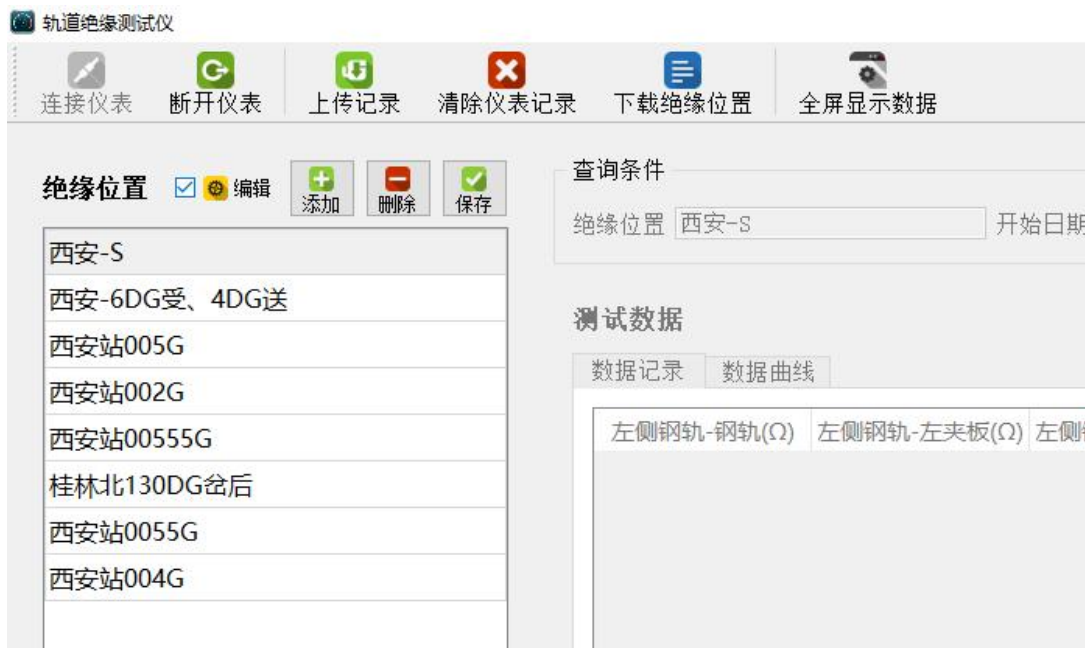 轨道绝缘测试仪
连接仪表 断开仪表 上传记录 清除仪表记录 下载绝缘位置 全屏显示数据
绝缘位置 编辑 添加 删除 保存
西安-S
西安-6DG受、4DG送
西安站005G
西安站002G
西安站00555G
桂林北130DG岔后
西安站0055G
西安站004G
查询条件
绝缘位置 西安-S 开始日期
测试数据
数据记录 数据曲线
左侧钢轨-钢轨(Ω) 左侧钢轨-左夹板(Ω) 左侧